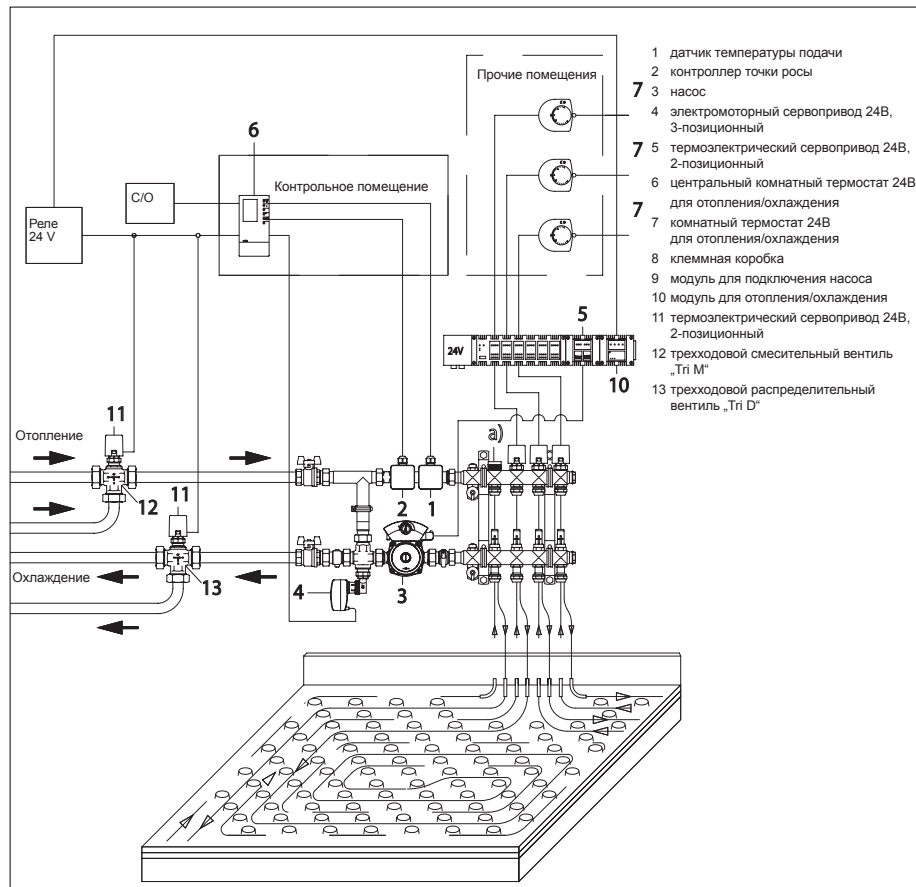 Прочие помещения
7
7
7
6
Контрольное помещение
С/О
Реле
24 V
5
24V
10
11
Отопление
a)
12
11
2
1
Охлаждение
13
4
3
1 датчик температуры подачи
2 контроллер точки росы
3 насос
4 электромоторный сервопривод 24В,
3-позиционный
5 термоэлектрический сервопривод 24В,
2-позиционный
6 центральный комнатный термостат 24В
для отопления/охлаждения
7 комнатный термостат 24В
для отопления/охлаждения
8 клеммная коробка
9 модуль для подключения насоса
10 модуль для отопления/охлаждения
11 термоэлектрический сервопривод 24В,
2-позиционный
12 трехходовой смесительный вентиль
„Tri M“
13 трехходовой распределительный
вентиль „Tri D“